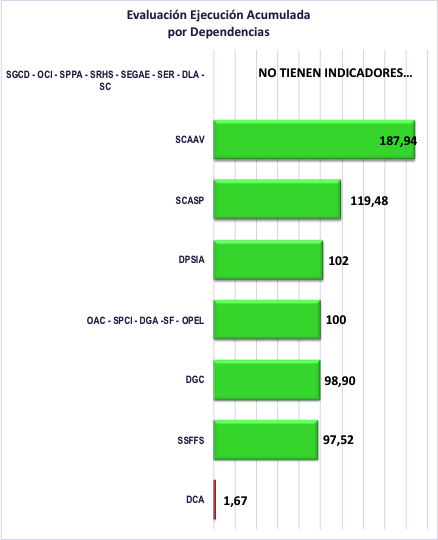 Evaluación Ejecución Acumulada
por Dependencias
SGCD - OCI - SPPA - SRHS - SEGAE - SER - DLA -
SC
NO TIENEN INDICADORES...
SCAAV
187,94
SCASP
119,48
DPSIA
102
OAC - SPCI - DGA -SF - OPEL
100
DGC
98,90
SSFFS
97,52
DCA
1,67